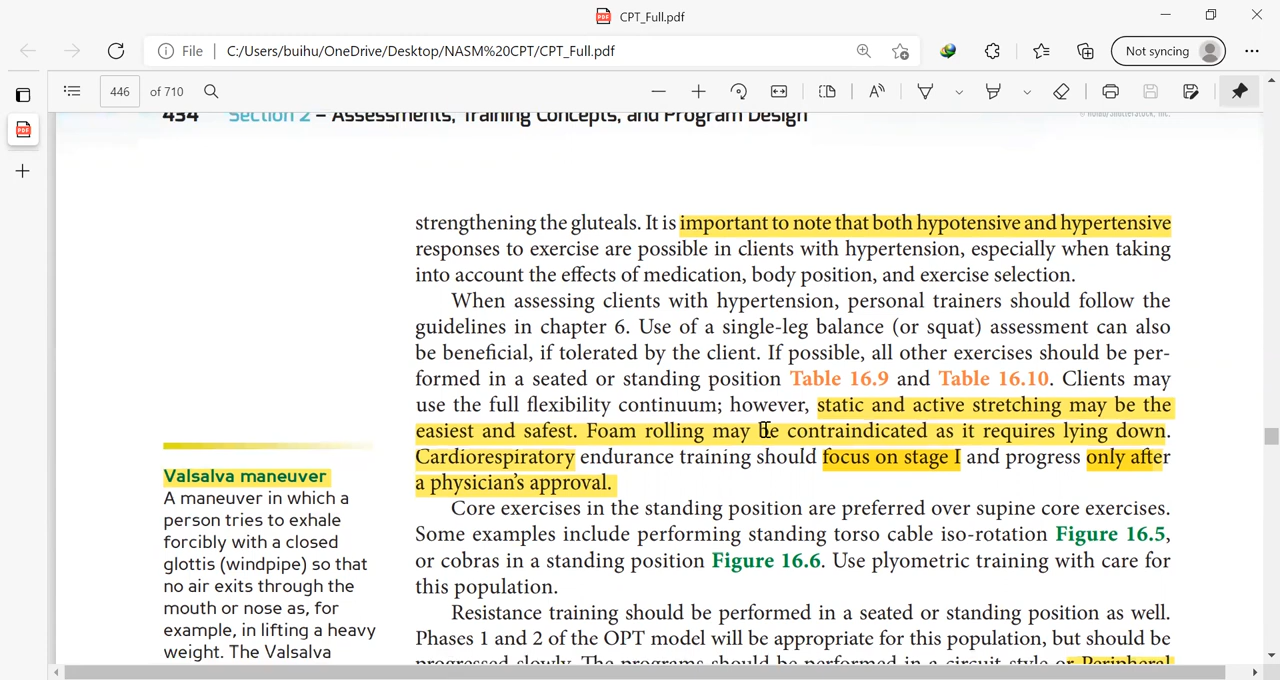 CPT_Full.pdf
File
C:/Users/buihu/OneDrive/Desktop/NASM%20CPT/CPT_Full.pdf
Not syncing
446 of 710
434 Section 2 – Assessments, Training Concepts, and Program Design
strengthening the gluteals. It is important to note that both hypotensive and hypertensive
responses to exercise are possible in clients with hypertension, especially when taking
into account the effects of medication, body position, and exercise selection.
When assessing clients with hypertension, personal trainers should follow the
guidelines in chapter 6. Use of a single-leg balance (or squat) assessment can also
be beneficial, if tolerated by the client. If possible, all other exercises should be per-
formed in a seated or standing position Table 16.9 and Table 16.10. Clients may
use the full flexibility continuum; however, static and active stretching may be the
easiest and safest. Foam rolling may be contraindicated as it requires lying down.
Cardiorespiratory endurance training should focus on stage I and progress only after
a physician's approval.
Core exercises in the standing position are preferred over supine core exercises.
Some examples include performing standing torso cable iso-rotation Figure 16.5,
or cobras in a standing position Figure 16.6. Use plyometric training with care for
this population.
Resistance training should be performed in a seated or standing position as well.
Phases 1 and 2 of the OPT model will be appropriate for this population, but should be
progressed slowly. The programs should be performed in a circuit-style or Peripheral
Valsalva maneuver
A maneuver in which a
person tries to exhale
forcibly with a closed
glottis (windpipe) so that
no air exits through the
mouth or nose as, for
example, in lifting a heavy
weight. The Valsalva